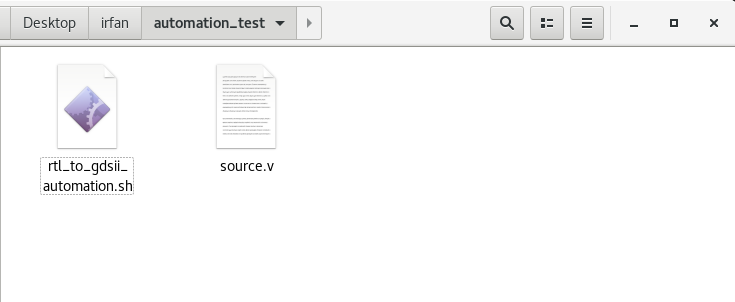 Desktop
irfan
automation_test
rtl_to_gdsii_
automation.sh
source.v